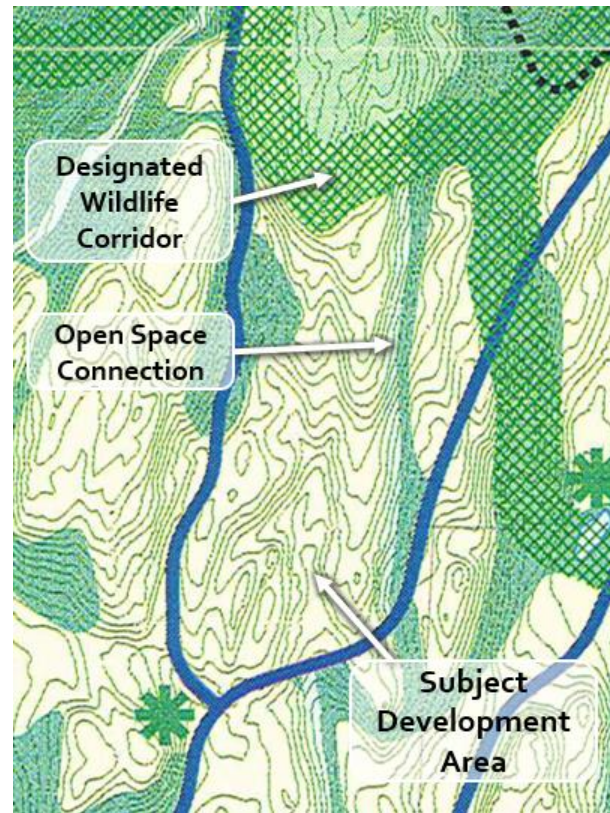 Designated
Wildlife
Corridor
Open Space
Connection
Subject
Development
Area